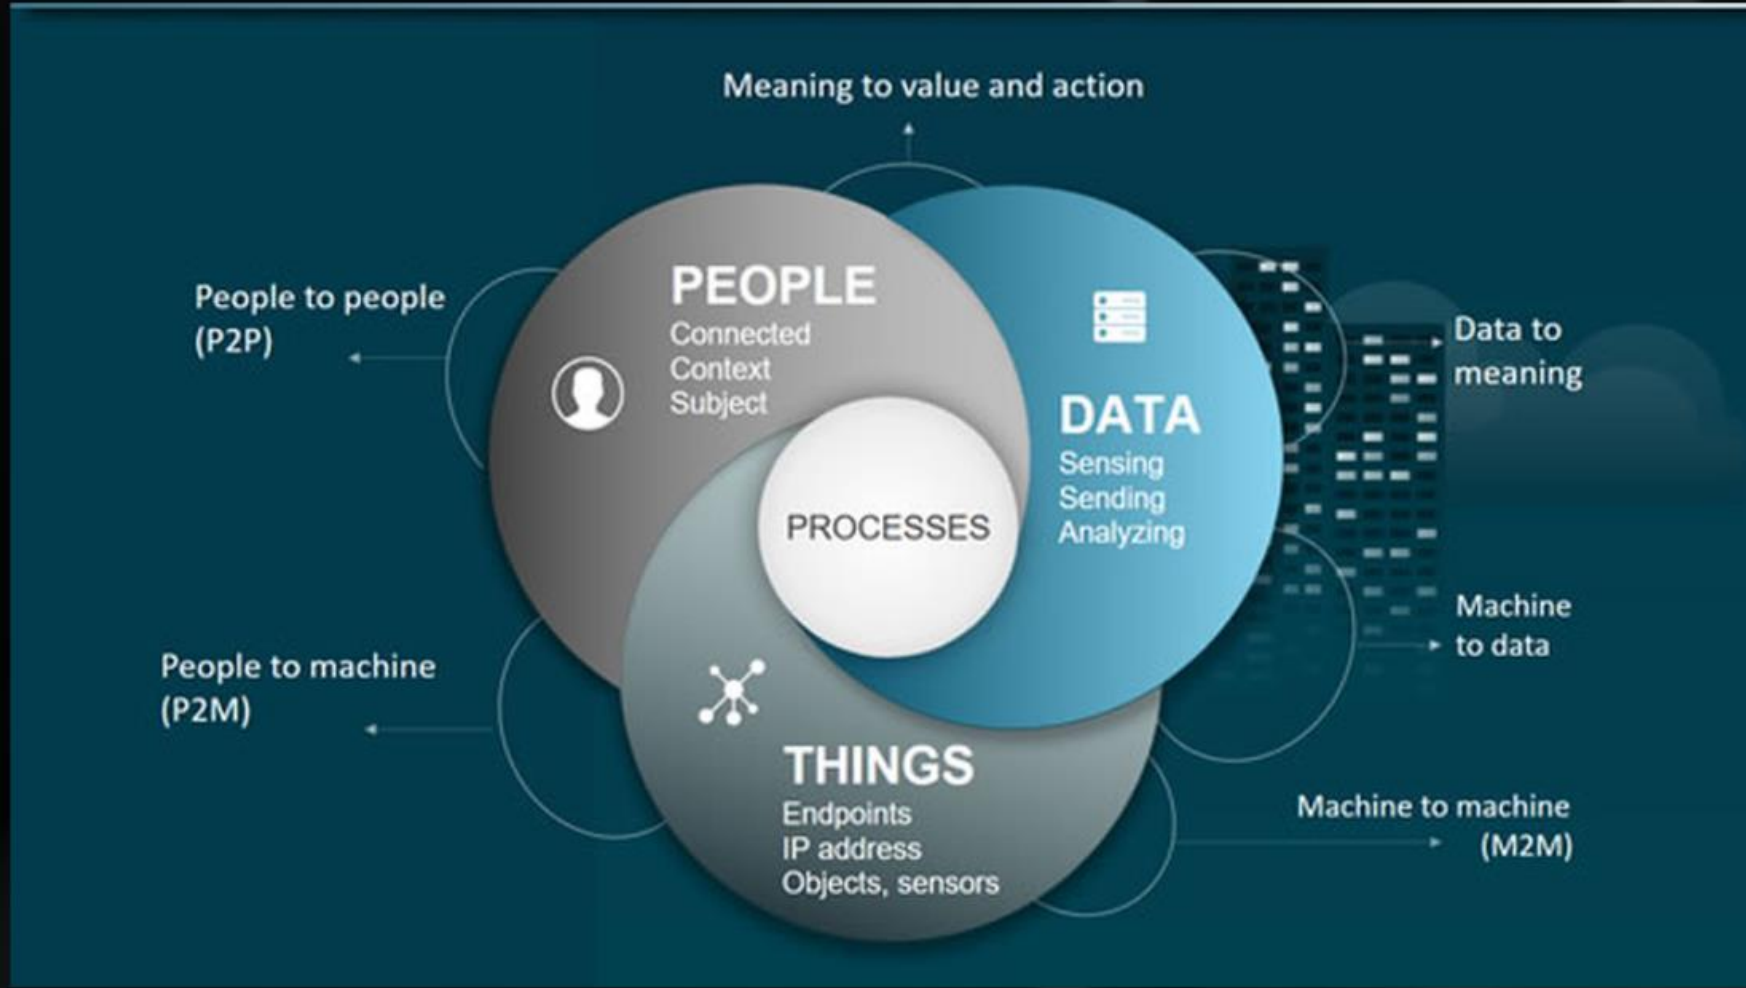 Meaning to value and action
People to people
(P2P)
PEOPLE
Connected
Context
Subject
DATA
Sensing
Sending
Analyzing
Data to
meaning
PROCESSES
Machine
to data
People to machine
(P2M)
THINGS
Endpoints
IP address
Objects, sensors
Machine to machine
(M2M)